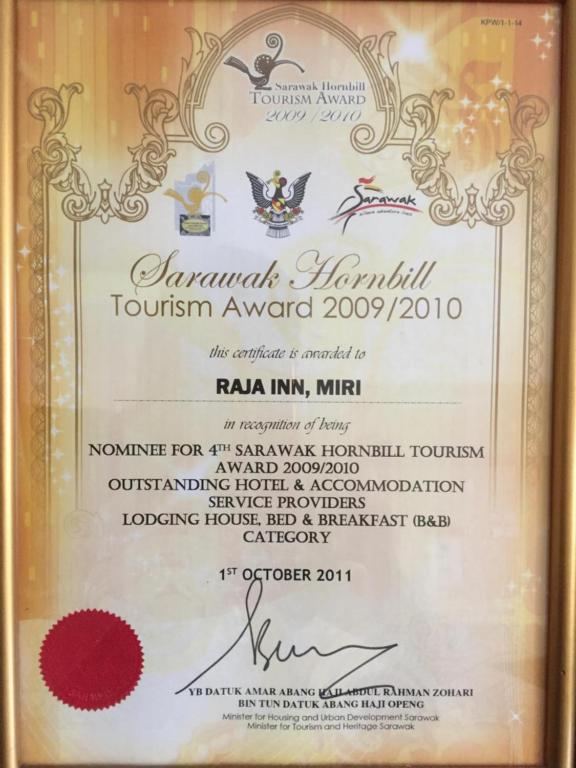 KPW/1-1-14
Sarawak Hornbill
TOURISM AWARD
2009/2010
Sarawak
Sarawak Hornbill
Tourism Award 2009/2010
this certificate is awarded to
RAJA INN, MIRI
in recognition of being
NOMINEE FOR 4TH SARAWAK HORNBILL TOURISM
AWARD 2009/2010
OUTSTANDING HOTEL & ACCOMMODATION
SERVICE PROVIDERS
LODGING HOUSE, BED & BREAKFAST (B&B)
CATEGORY
1ST OCTOBER 2011
YB DATUK AMAR ABANG HAJI ABDUL RAHMAN ZOHARI
BIN TUN DATUK ABANG HAJI OPENG
Minister for Housing and Urban Development Sarawak
Minister for Tourism and Heritage Sarawak